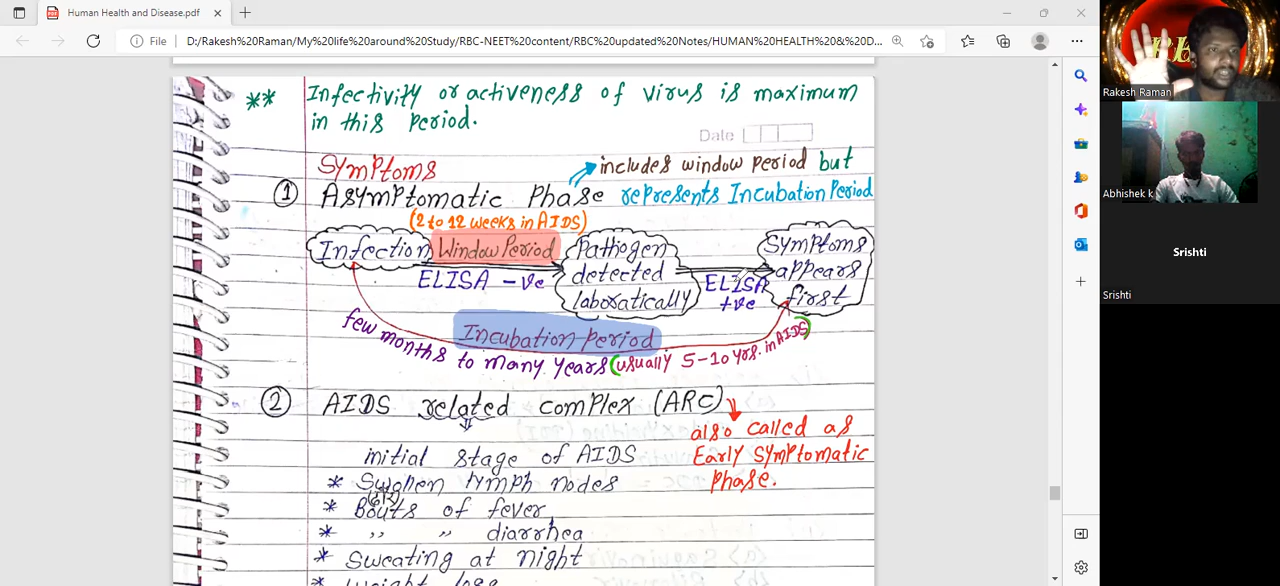 Human Health and Disease.pdf
File
D:/Rakesh%20Raman/My%20life%20around%20Study/RBC-NEET%20content/RBC%20updated%20Notes/HUMAN%20HEALTH%20&%20D...
** Infectivity or activeness of virus is maximum
in this period.
Date
Symptoms
includes window period but
① Asymptomatic Phase represents Incubation Period
(2 to 12 weeks in AIDS)
Infection Window Period Pathogen detected laboratically Symptoms appears first
ELISA -ve
ELISA +ve
Incubation period
few months to many years (usually 5-10 yrs. in AIDS)
② AIDS related complex (ARC)
also called as
Early symptomatic
phase.
initial stage of AIDS
* Swollen lymph nodes
* Bouts of fever
* ,, ,, diarrhea
* Sweating at night
* weight loss
Rakesh Raman
Abhishek k
Srishti
Srishti